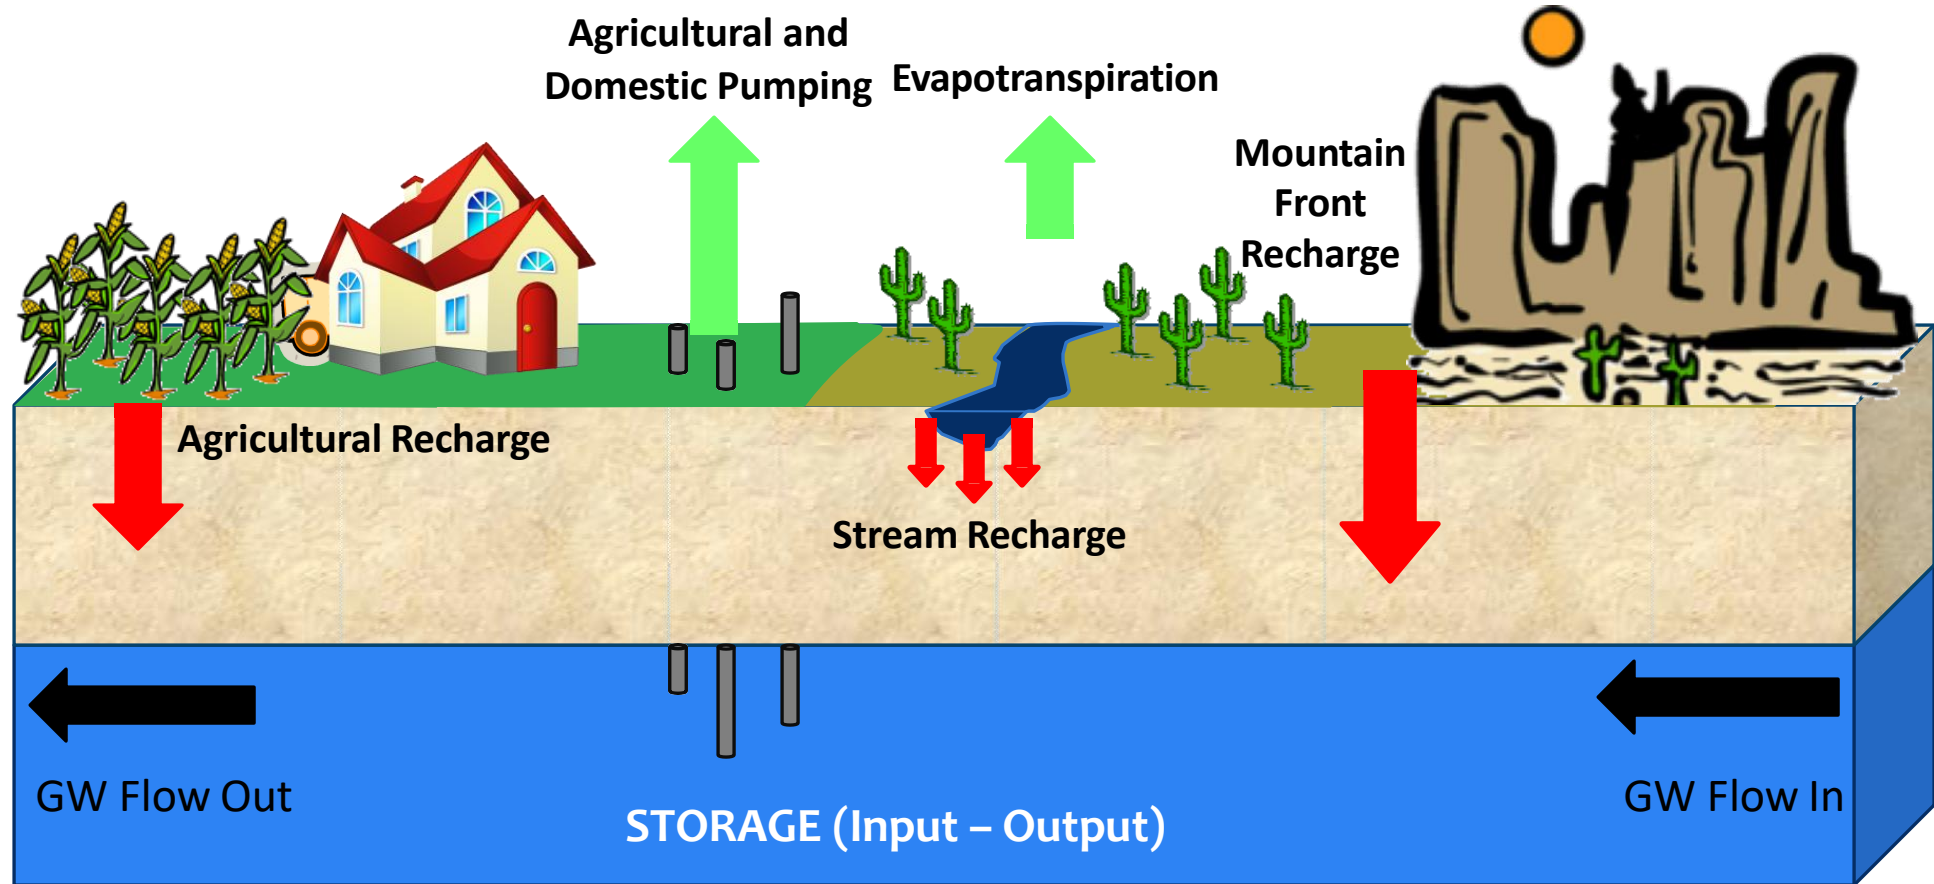 Agricultural and
Domestic Pumping
Evapotranspiration
Mountain
Front
Recharge
Agricultural Recharge
Stream Recharge
GW Flow Out
GW Flow In
STORAGE (Input – Output)